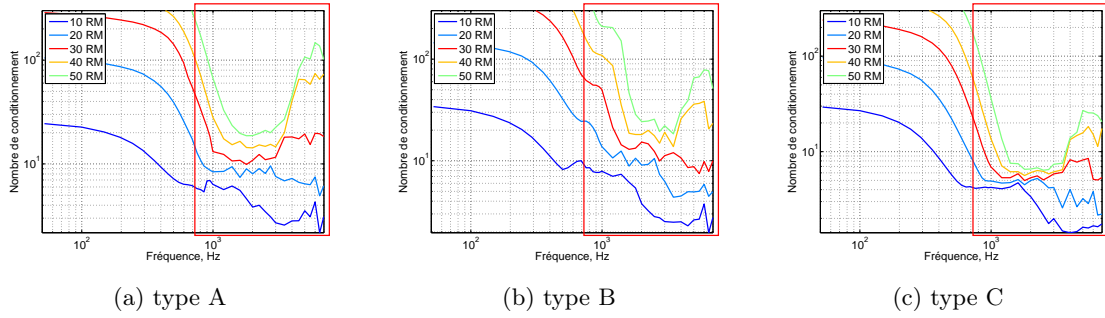 Nombre de conditionnement
10²
10¹
10 RM
20 RM
30 RM
40 RM
50 RM
10² 10³
Fréquence, Hz
(a) type A
Nombre de conditionnement
10²
10¹
10 RM
20 RM
30 RM
40 RM
50 RM
10² 10³
Fréquence, Hz
(b) type B
Nombre de conditionnement
10²
10¹
10 RM
20 RM
30 RM
40 RM
50 RM
10² 10³
Fréquence, Hz
(c) type C